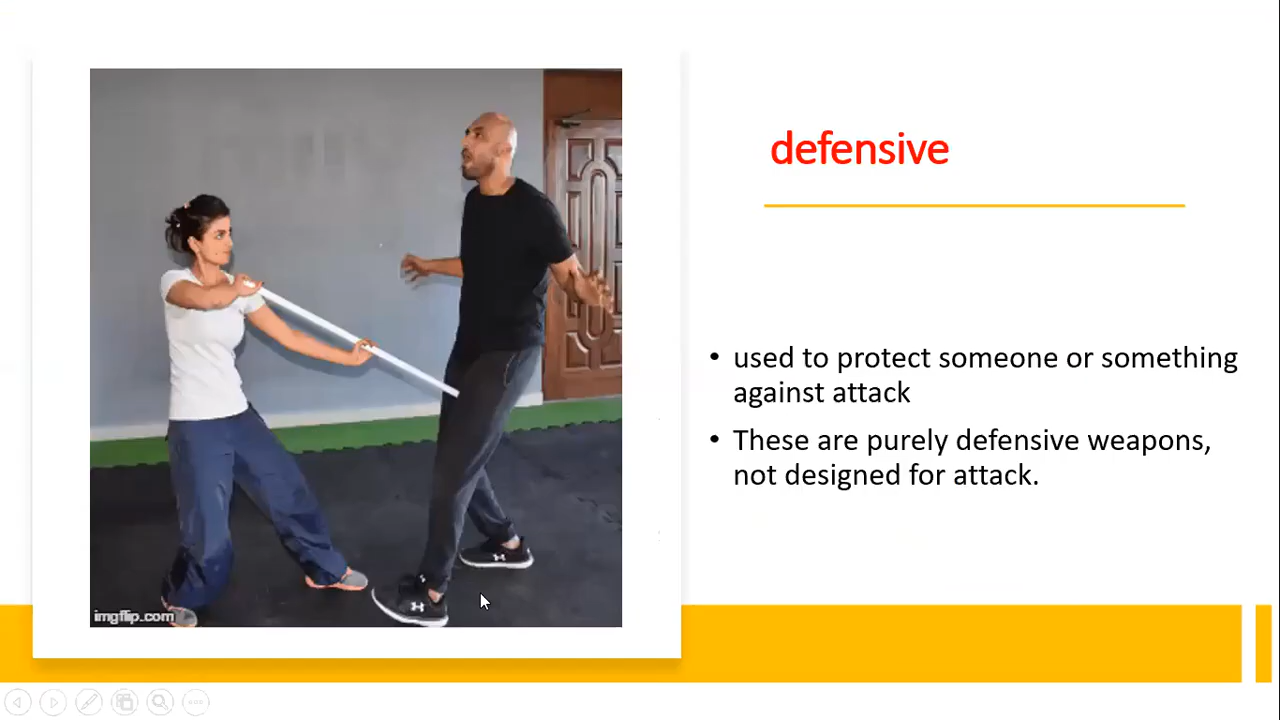 defensive
• used to protect someone or something
against attack
• These are purely defensive weapons,
not designed for attack.
imgflip.com